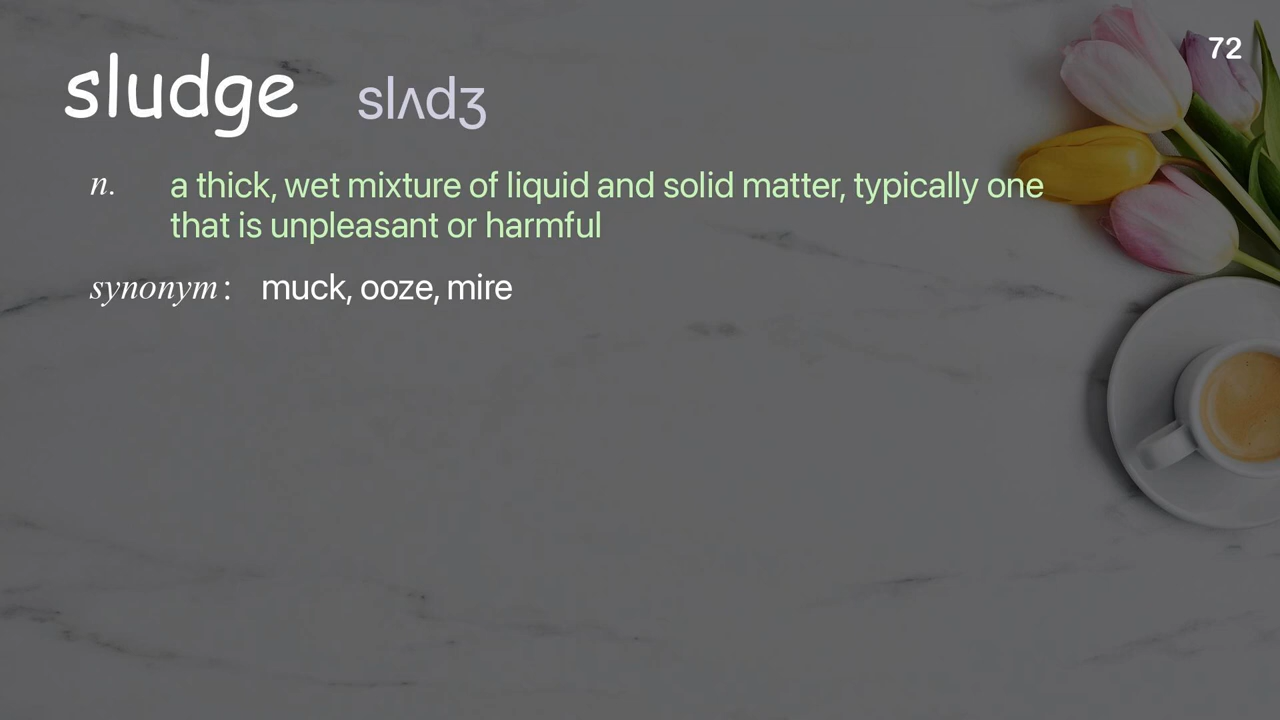 72
sludge slʌdʒ
n. a thick, wet mixture of liquid and solid matter, typically one
that is unpleasant or harmful
synonym: muck, ooze, mire